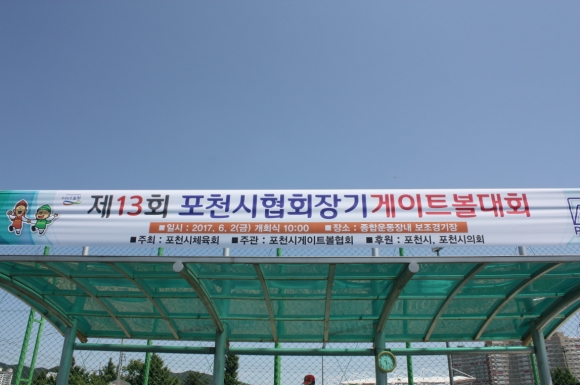 제13회 포천시협회장기게이트볼대회
■ 일시 : 2017. 6. 2(금) 개회식 10:00 ■ 장소 : 종합운동장내 보조경기장
■ 주최 : 포천시체육회 ■ 주관 : 포천시게이트볼협회 ■ 후원 : 포천시, 포천시의회